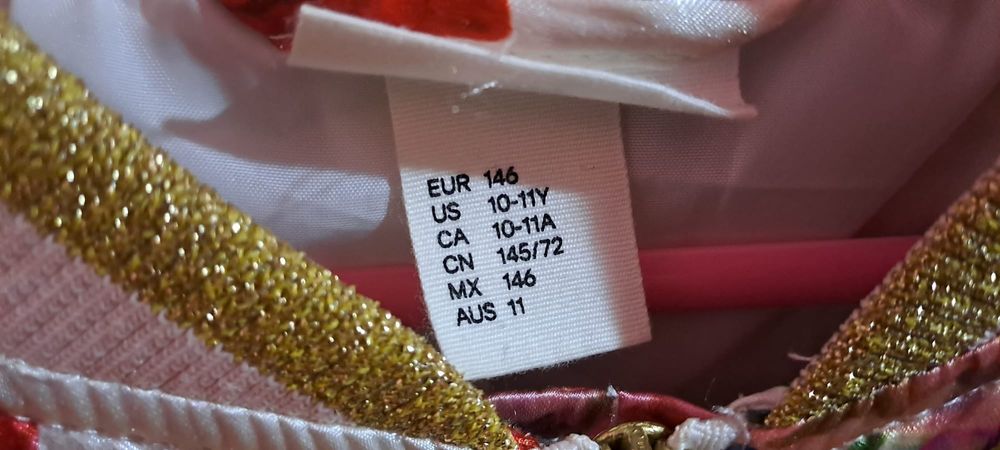 EUR 146
US 10-11Y
CA 10-11A
CN 145/72
MX 146
AUS 11